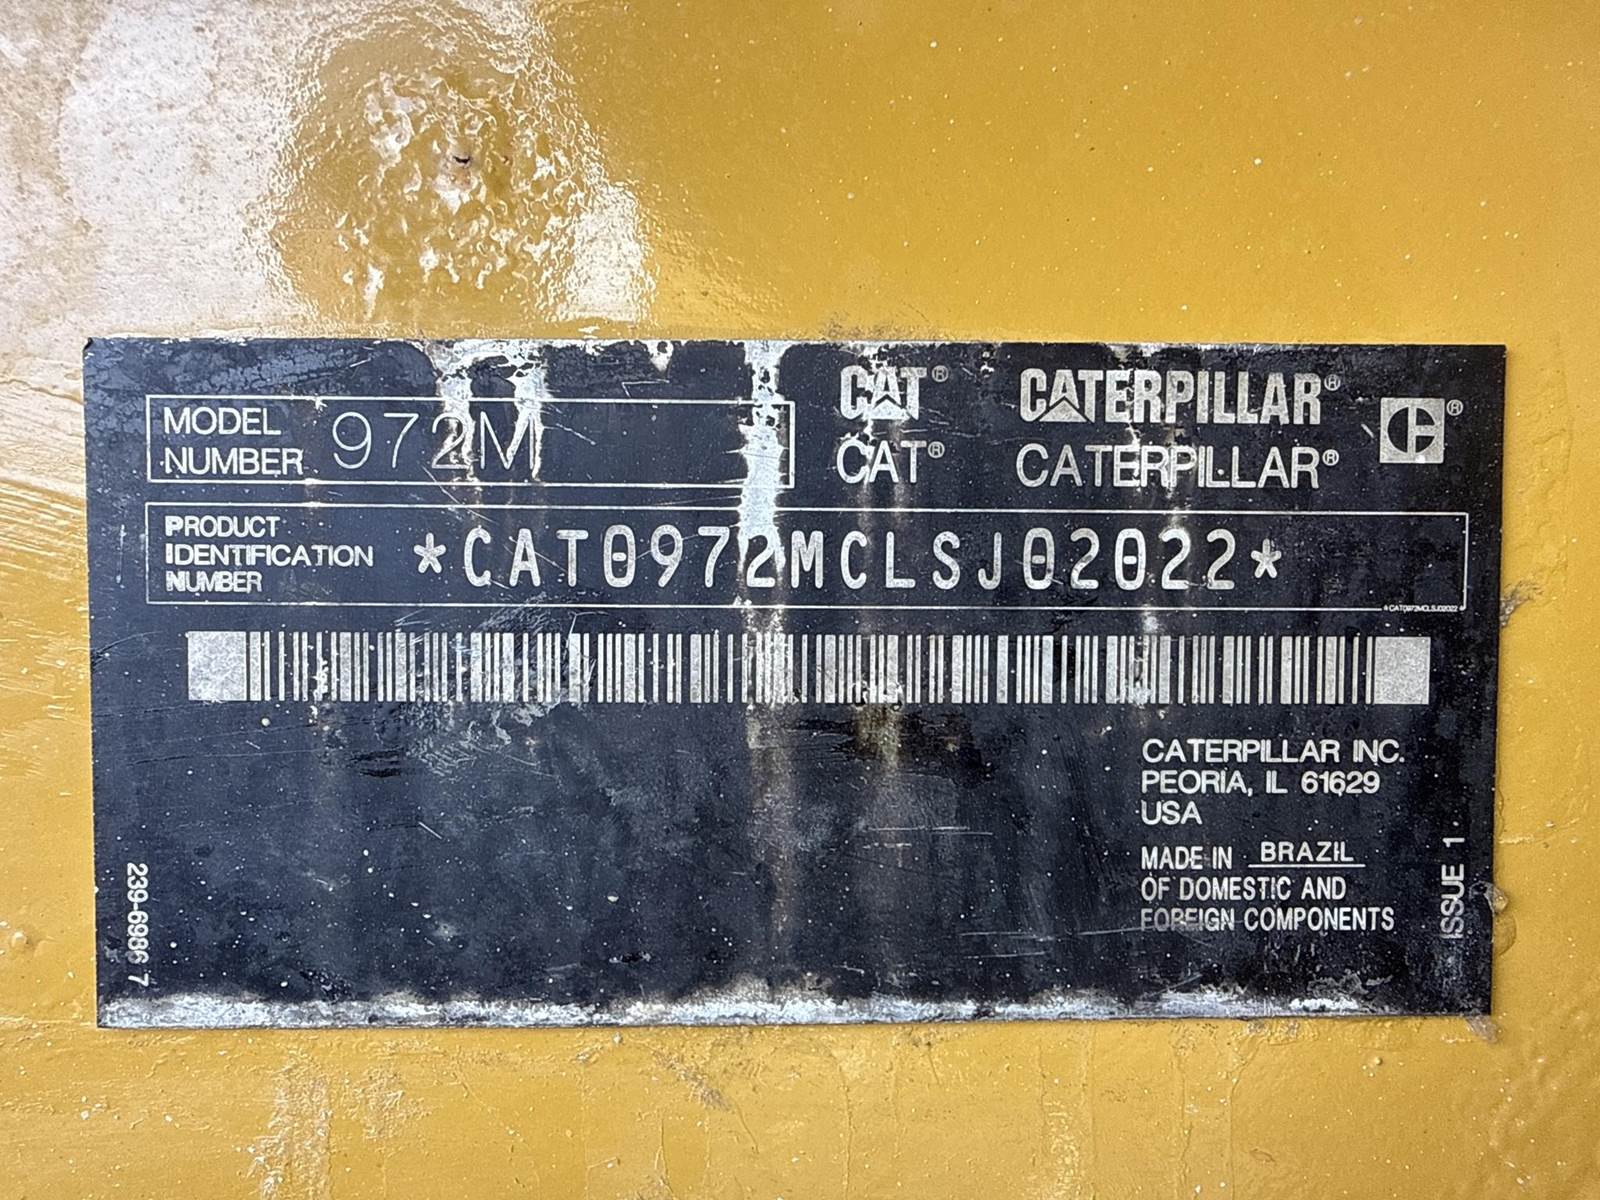 MODEL NUMBER 972M
CAT® CATERPILLAR® ®
CAT® CATERPILLAR®
PRODUCT IDENTIFICATION NUMBER *CAT0972MCLSJ02022*
*CAT0972MCLSJ02022*
CATERPILLAR INC.
PEORIA, IL 61629
USA
MADE IN BRAZIL
OF DOMESTIC AND
FOREIGN COMPONENTS
239-6986 7
ISSUE 1